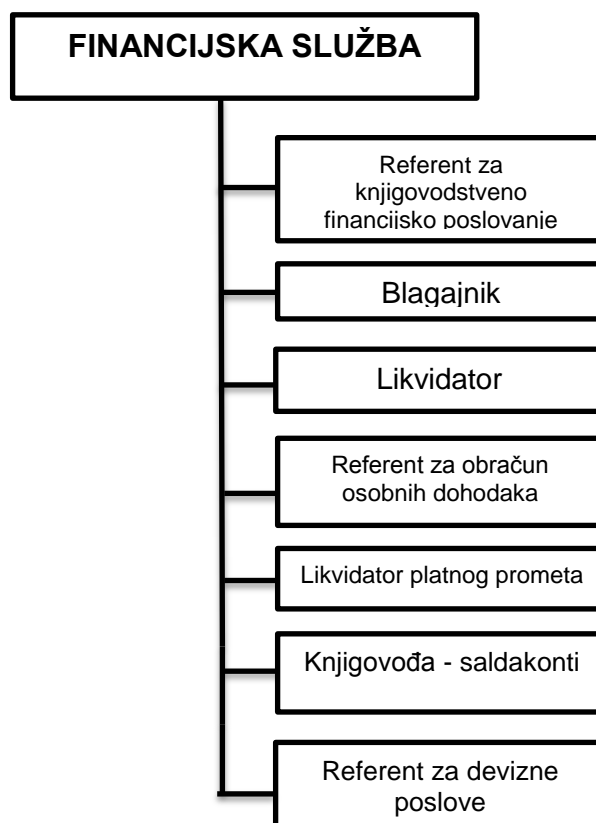 FINANCIJSKA SLUŽBA
Referent za
knjigovodstveno
financijsko poslovanje
Blagajnik
Likvidator
Referent za obračun
osobnih dohodaka
Likvidator platnog prometa
Knjigovođa - saldakonti
Referent za devizne
poslove